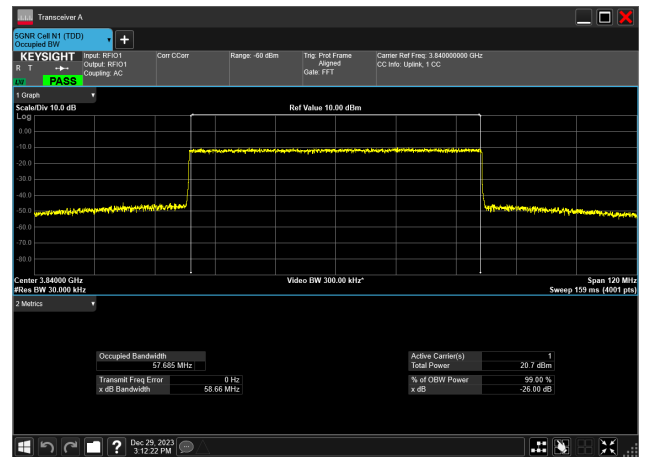 Transceiver A
5GNR Cell N1 (TDD)
Occupied BW
+
KEYSIGHT
R T
LW PASS
Input: RFIO1
Output: RFIO1
Coupling: AC
Corr CCorr
Range: -60 dBm
Trig: Prot Frame
Aligned
Gate: FFT
Carrier Ref Freq: 3.840000000 GHz
CC Info: Uplink, 1 CC
1 Graph
Scale/Div 10.0 dB
Ref Value 10.00 dBm
Log
0.00
-10.0
-20.0
-30.0
-40.0
-50.0
-60.0
-70.0
-80.0
Center 3.84000 GHz
Video BW 300.00 kHz*
Span 120 MHz
#Res BW 30.000 kHz
Sweep 159 ms (4001 pts)
2 Metrics
Occupied Bandwidth
57.685 MHz
Transmit Freq Error 0 Hz
x dB Bandwidth 58.66 MHz
Active Carrier(s) 1
Total Power 20.7 dBm
% of OBW Power 99.00 %
x dB -26.00 dB
?
Dec 29, 2023
3:12:22 PM